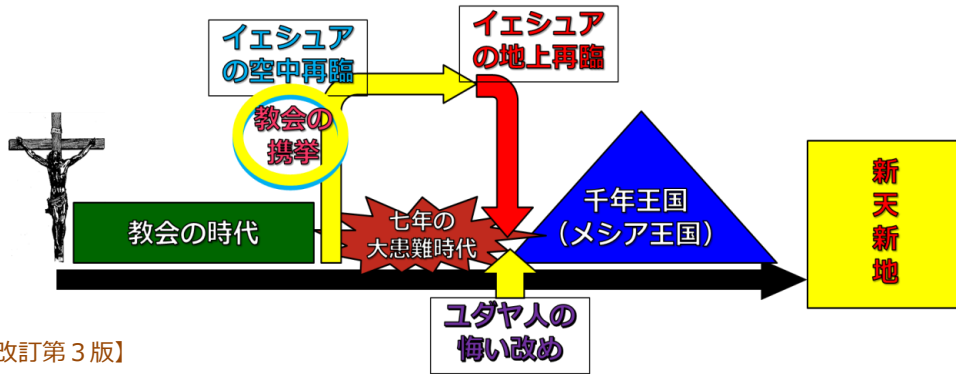 イェシュア
の空中再臨
イェシュア
の地上再臨
教会の
携挙
教会の時代
七年の
大患難時代
千年王国
（メシア王国）
新
天
新
地
ユダヤ人の
悔い改め
改訂第３版】